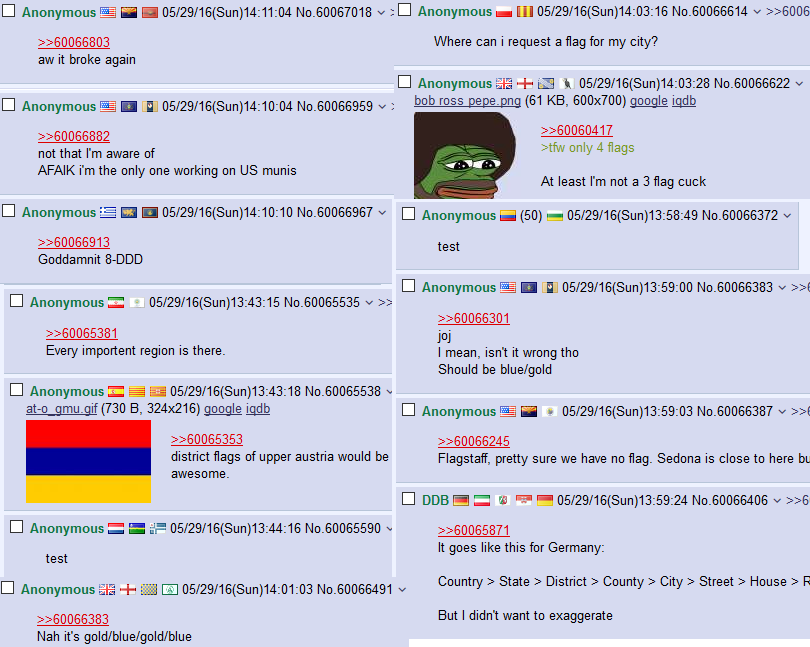 Anonymous 05/29/16(Sun)14:11:04 No.60067018
>>60066803
aw it broke again
Anonymous 05/29/16(Sun)14:10:04 No.60066959
>>60066882
not that I'm aware of
AFAIK i'm the only one working on US munis
Anonymous 05/29/16(Sun)14:10:10 No.60066967
>>60066913
Goddamnit 8-DDD
Anonymous 05/29/16(Sun)13:43:15 No.60065535 >>
>>60065381
Every importent region is there.
Anonymous 05/29/16(Sun)13:43:18 No.60065538
at-o_gmu.gif (730 B, 324x216) google iqdb
>>60065353
district flags of upper austria would be
awesome.
Anonymous 05/29/16(Sun)13:44:16 No.60065590
test
Anonymous 05/29/16(Sun)14:01:03 No.60066491
>>60066383
Nah it's gold/blue/gold/blue
Anonymous 05/29/16(Sun)14:03:16 No.60066614 >>6006
Where can i request a flag for my city?
Anonymous 05/29/16(Sun)14:03:28 No.60066622
bob ross pepe.png (61 KB, 600x700) google iqdb
>>60060417
>tfw only 4 flags
At least I'm not a 3 flag cuck
Anonymous (50) 05/29/16(Sun)13:58:49 No.60066372
test
Anonymous 05/29/16(Sun)13:59:00 No.60066383 >>6
>>60066301
joj
I mean, isn't it wrong tho
Should be blue/gold
Anonymous 05/29/16(Sun)13:59:03 No.60066387 >>6
>>60066245
Flagstaff, pretty sure we have no flag. Sedona is close to here bu
DDB 05/29/16(Sun)13:59:24 No.60066406 >>6
>>60065871
It goes like this for Germany:
Country > State > District > County > City > Street > House > R
But I didn't want to exaggerate